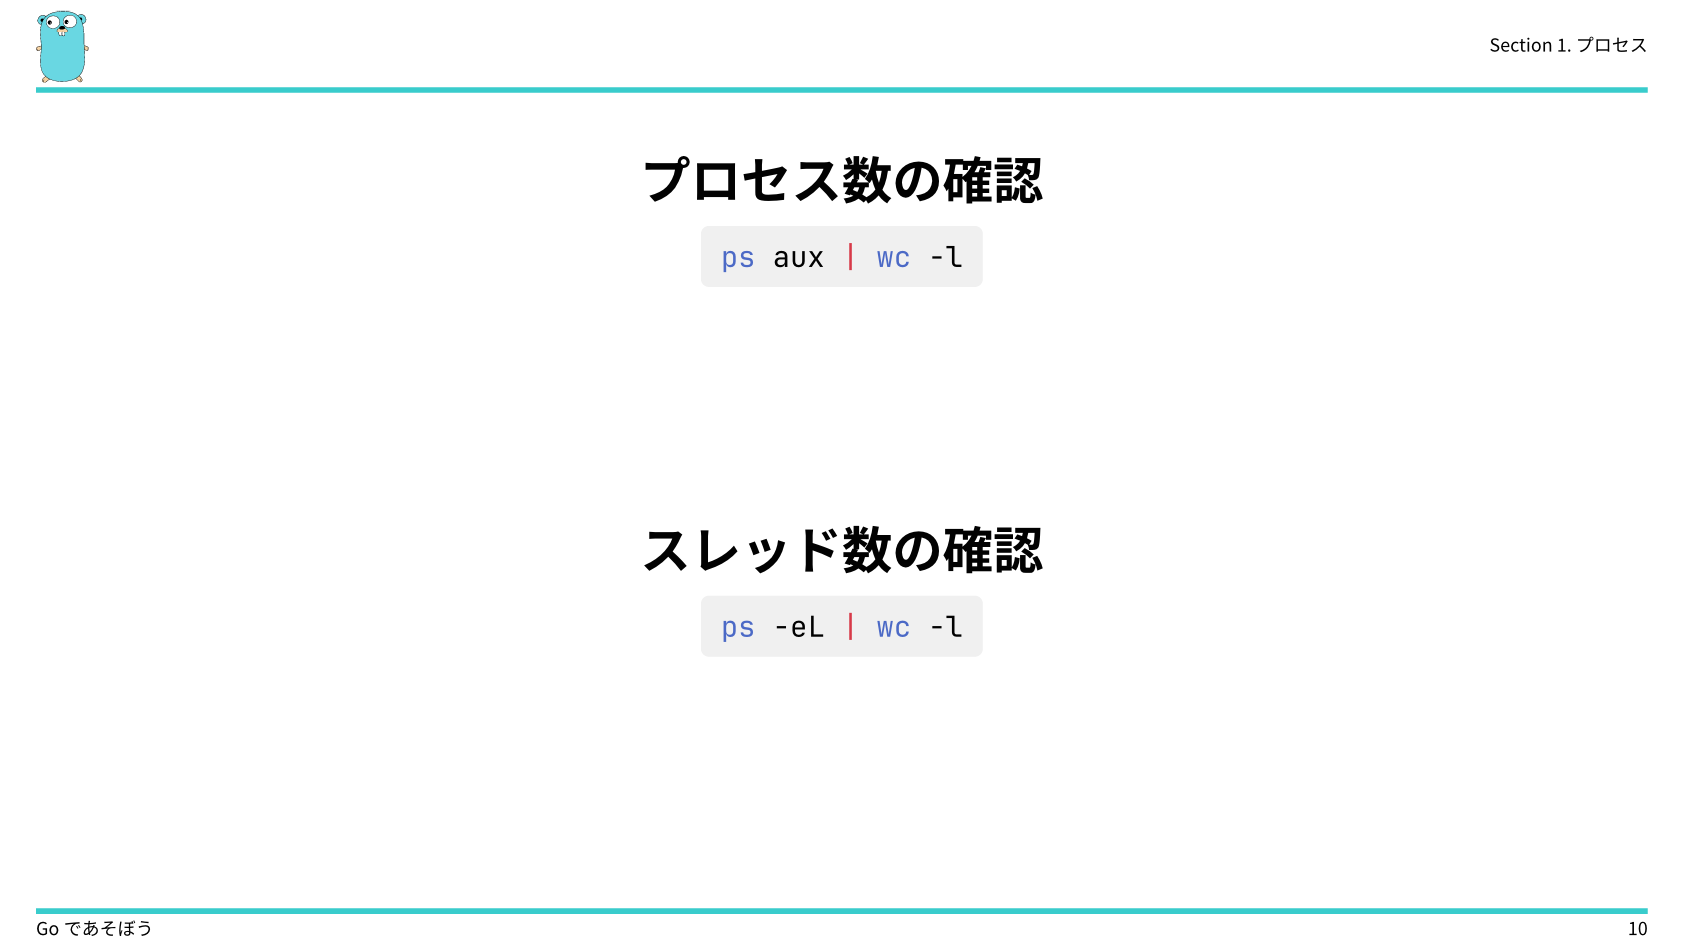 Section 1. プロセス
プロセス数の確認
ps aux | wc -l
スレッド数の確認
ps -eL | wc -l
Go であそぼう
10